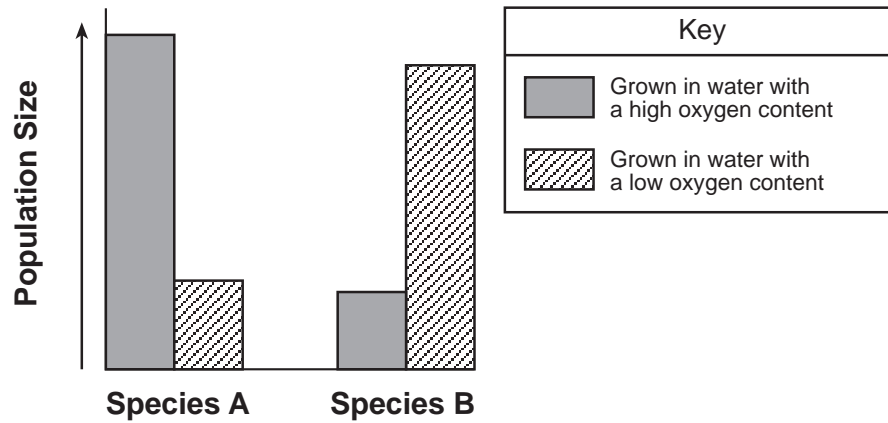 Population Size
Species A
Species B
Key
Grown in water with
a high oxygen content
Grown in water with
a low oxygen content